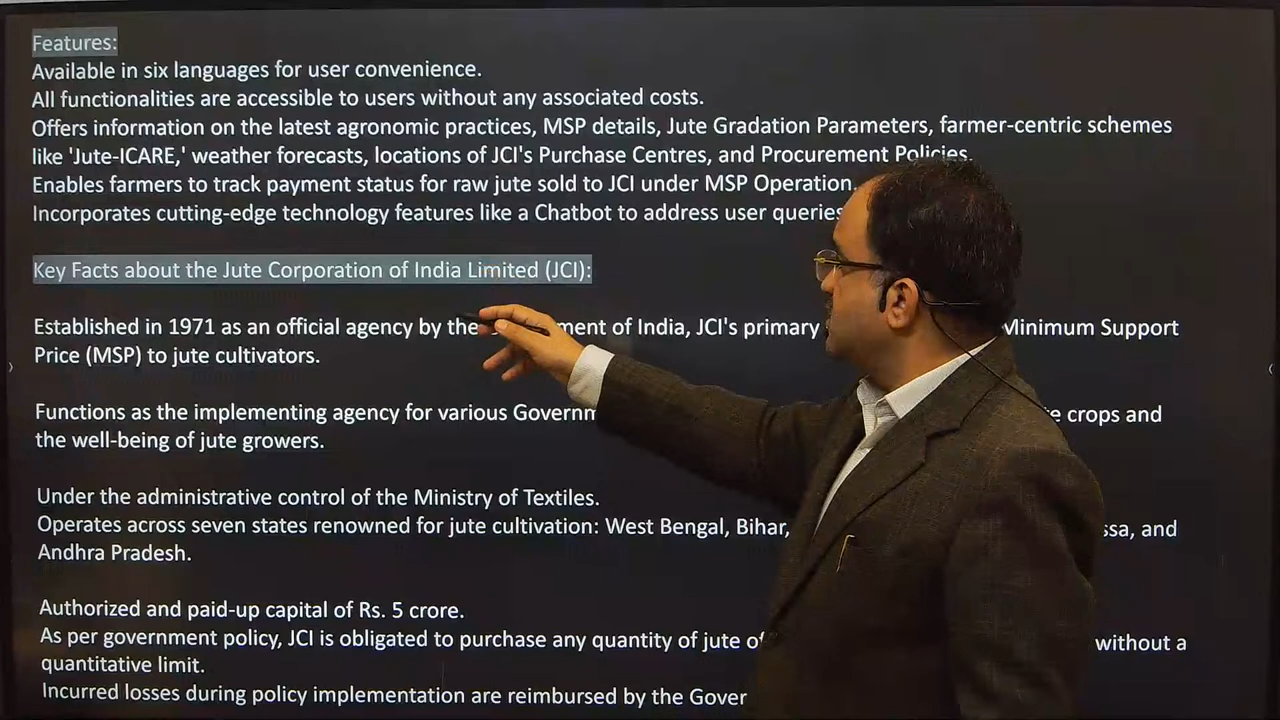 Features:
Available in six languages for user convenience.
All functionalities are accessible to users without any associated costs.
Offers information on the latest agronomic practices, MSP details, Jute Gradation Parameters, farmer-centric schemes
like 'Jute-ICARE,' weather forecasts, locations of JCI's Purchase Centres, and Procurement Policies.
Enables farmers to track payment status for raw jute sold to JCI under MSP Operation.
Incorporates cutting-edge technology features like a Chatbot to address user queries
Key Facts about the Jute Corporation of India Limited (JCI):
Established in 1971 as an official agency by the of India, JCI's primary Minimum Support
Price (MSP) to jute cultivators.
Functions as the implementing agency for various crops and
the well-being of jute growers.
Under the administrative control of the Ministry of Textiles.
Operates across seven states renowned for jute cultivation: West Bengal, Bihar, and
Andhra Pradesh.
Authorized and paid-up capital of Rs. 5 crore.
As per government policy, JCI is obligated to purchase any quantity of jute without a
quantitative limit.
Incurred losses during policy implementation are reimbursed by the